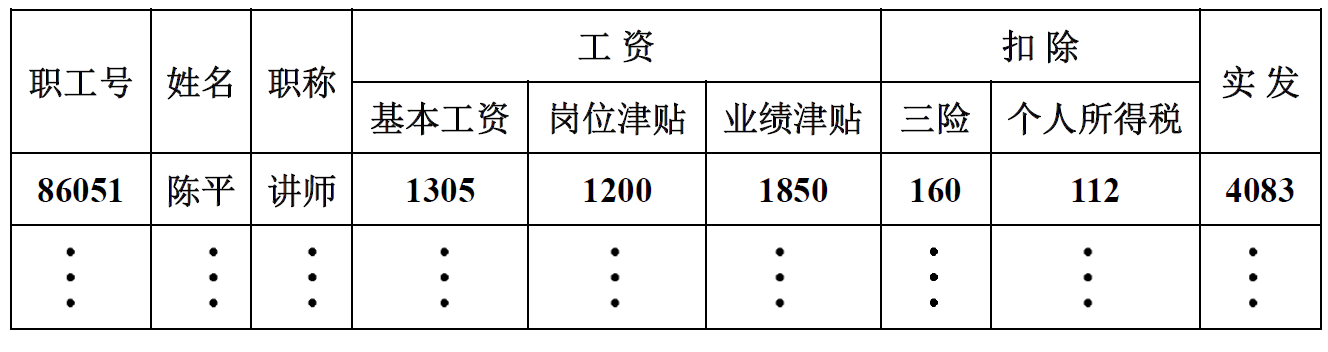 职工号 姓名 职称 工资 扣除 实发
基本工资 岗位津贴 业绩津贴 三险 个人所得税
86051 陈平 讲师 1305 1200 1850 160 112 4083